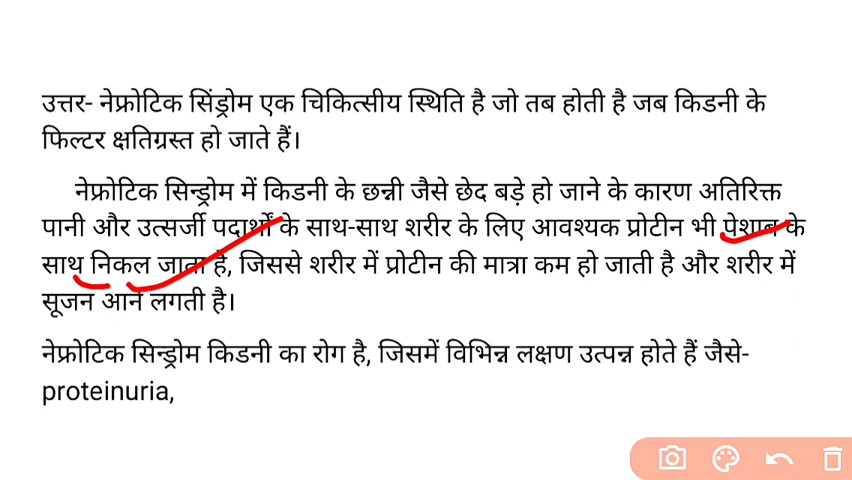 उत्तर- नेफ्रोटिक सिंड्रोम एक चिकित्सीय स्थिति है जो तब होती है जब किडनी के
फिल्टर क्षतिग्रस्त हो जाते हैं।
नेफ्रोटिक सिन्ड्रोम में किडनी के छन्नी जैसे छेद बड़े हो जाने के कारण अतिरिक्त
पानी और उत्सर्जी पदार्थों के साथ-साथ शरीर के लिए आवश्यक प्रोटीन भी पेशाब के
साथ निकल जाता है, जिससे शरीर में प्रोटीन की मात्रा कम हो जाती है और शरीर में
सूजन आने लगती है।
नेफ्रोटिक सिन्ड्रोम किडनी का रोग है, जिसमें विभिन्न लक्षण उत्पन्न होते हैं जैसे-
proteinuria,